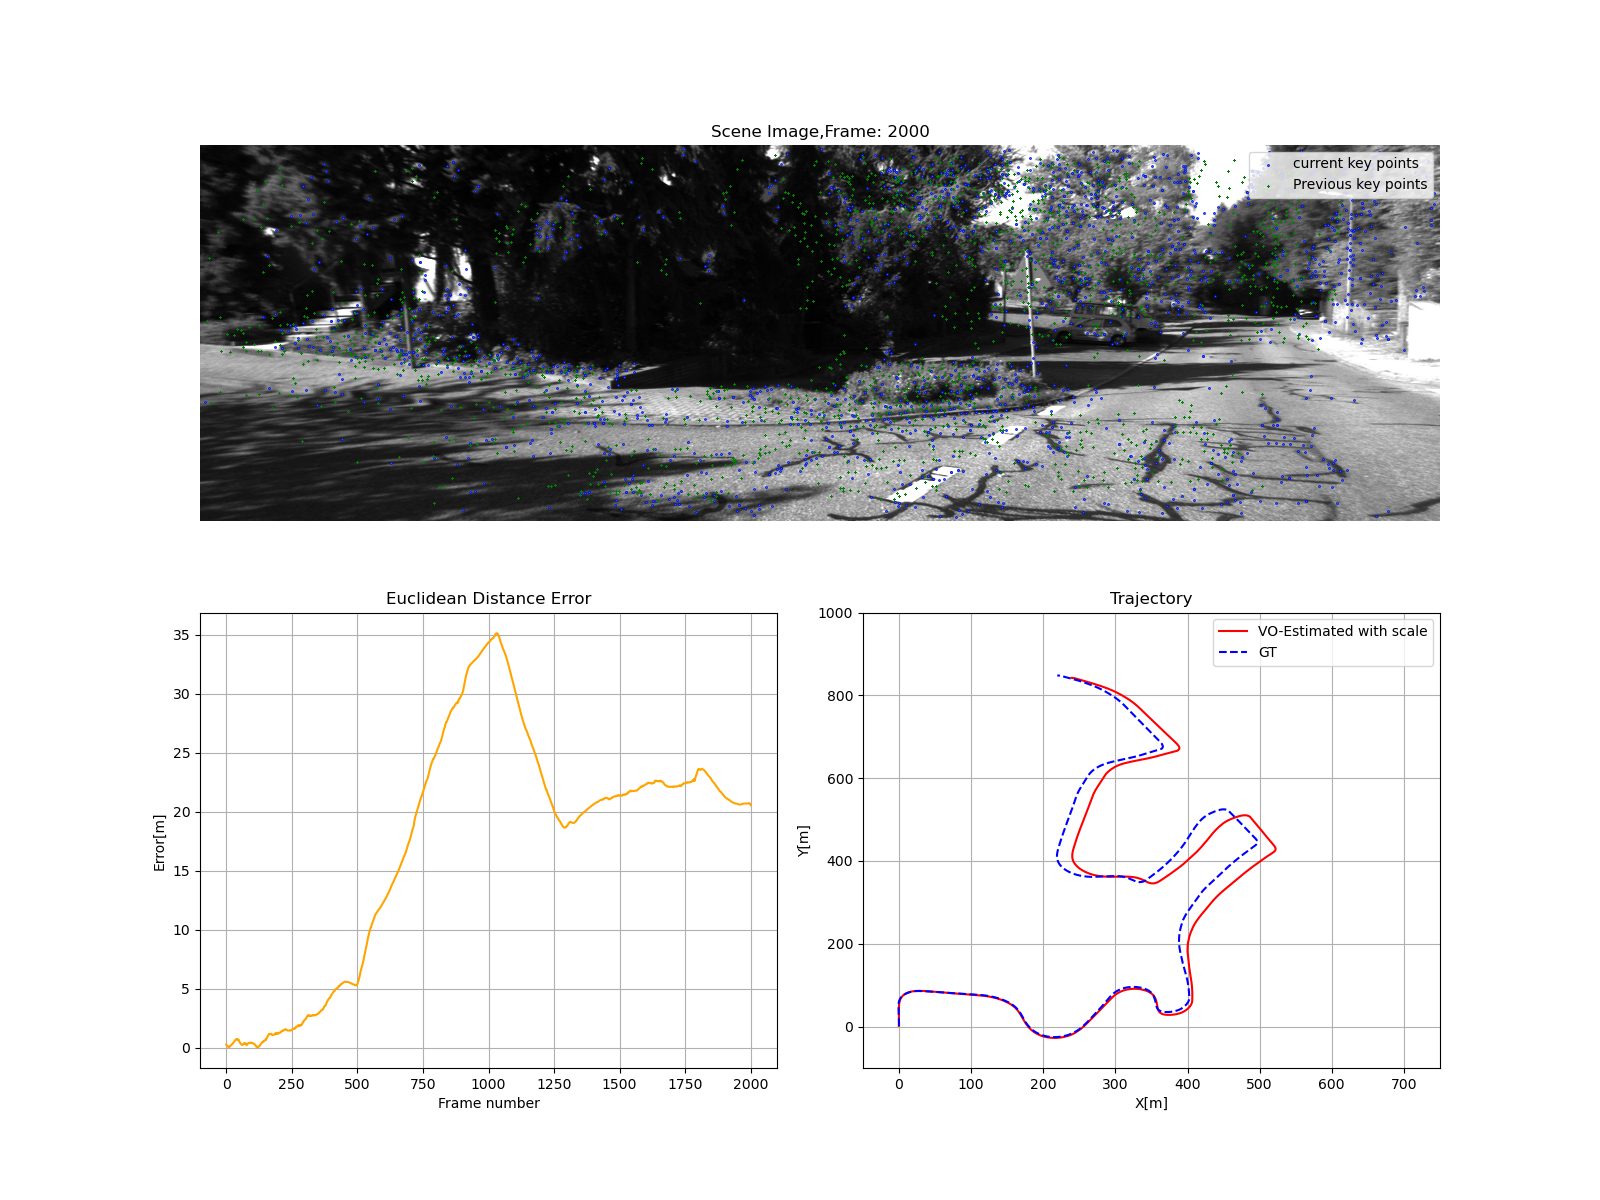 Scene Image,Frame: 2000
current key points
Previous key points
Euclidean Distance Error
Error[m]
35
30
25
20
15
10
5
0
0 250 500 750 1000 1250 1500 1750 2000
Frame number
Trajectory
VO-Estimated with scale
GT
Y[m]
1000
800
600
400
200
0
0 100 200 300 400 500 600 700
X[m]